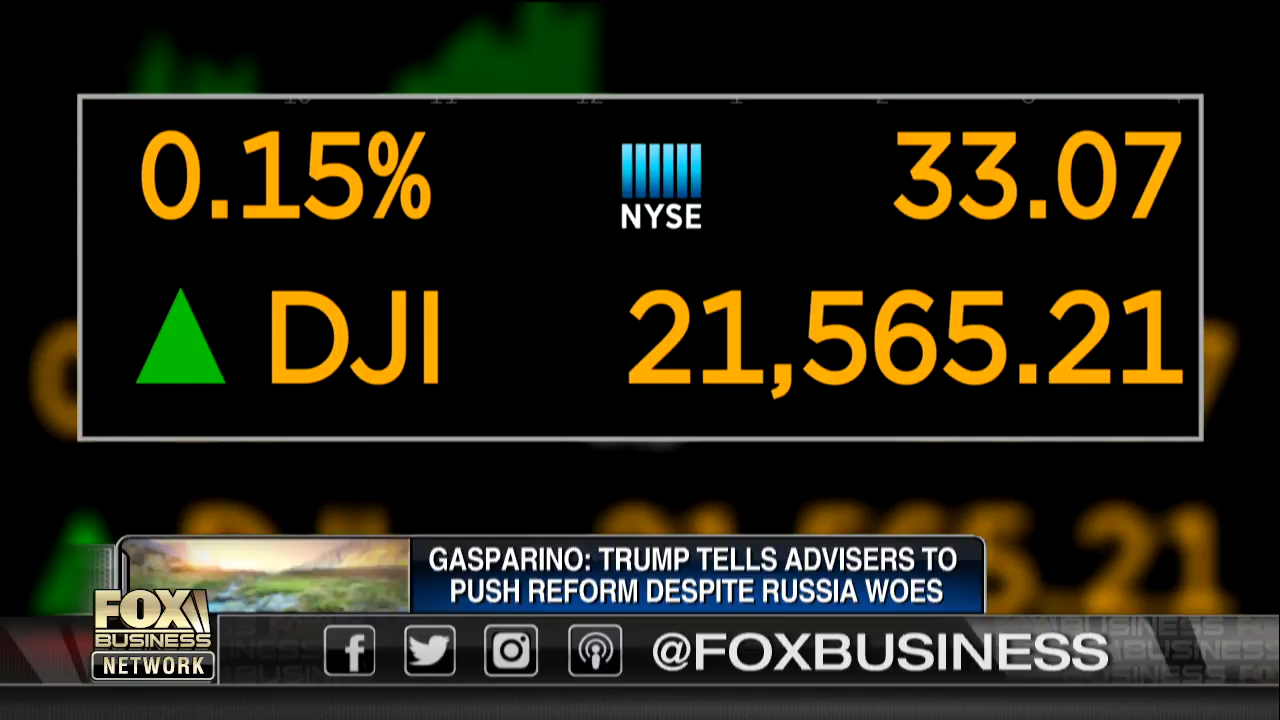 0.15%
NYSE
33.07
DJI
21,565.21
GASPARINO: TRUMP TELLS ADVISERS TO
PUSH REFORM DESPITE RUSSIA WOES
FOX
BUSINESS
NETWORK
@FOXBUSINESS